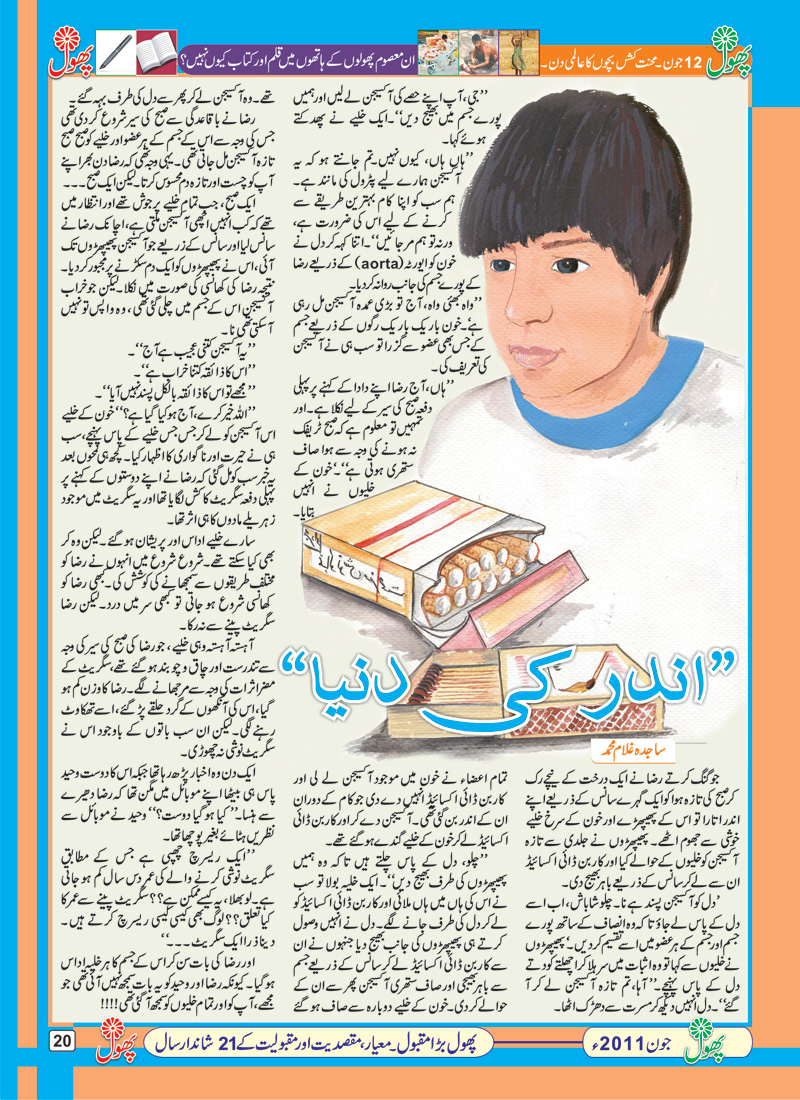 پھول
12 جون۔ محنت کش بچوں کا عالمی دن۔
ان معصوم پھولوں کے ہاتھوں میں قلم اور کتاب کیوں نہیں؟
پھول
”اندر کی دنیا“
ساجدہ غلام محمد
جوگنگ کرتے رضا نے ایک درخت کے نیچے رک
کر صبح کی تازہ ہوا کو ایک گہرے سانس کے ذریعے اپنے
اندر اتارا تو اس کے پھیپھڑے اور خون کے سرخ خلیے
خوشی سے جھوم اٹھے۔ پھیپھڑوں نے جلدی سے تازہ
آکسیجن کو خلیوں کے حوالے کیا اور کاربن ڈائی آکسائیڈ
ان سے لے کر سانس کے ذریعے باہر بھیج دی۔
’دل کو آکسیجن پسند ہے نا۔ چلو شاباش، اب اسے
دل کے پاس لے جاؤ تاکہ وہ انصاف کے ساتھ پورے
جسم اور جسم کے ہر عضو میں اسے تقسیم کر دیں۔‘ پھیپھڑوں
نے خلیوں سے کہا تو وہ اثبات میں سر ہلا کر اچھلتے کودتے
دل کے پاس پہنچے۔ ”آہا، تم تازہ آکسیجن لے کر آ
گئے“۔ دل انہیں دیکھ کر مسرت سے دھڑک اٹھا۔
”جی، آپ اپنے حصے کی آکسیجن لے لیں اور ہمیں
پورے جسم میں بھیج دیں“۔ ایک خلیے نے پھدکتے
ہوئے کہا۔
”ہاں ہاں، کیوں نہیں۔ تم جانتے ہو کہ یہ
آکسیجن ہمارے لیے پٹرول کی مانند ہے۔
ہم سب کو اپنا کام بہترین طریقے سے
کرنے کے لیے اس کی ضرورت ہے،
ورنہ تو ہم مر جائیں“۔ اتنا کہہ کر دل نے
خون کو ایورٹہ (aorta) کے ذریعے رضا
کے پورے جسم کی جانب روانہ کر دیا۔
”واہ بھئی واہ، آج تو بڑی عمدہ آکسیجن مل رہی
ہے‘۔ خون باریک باریک رگوں کے ذریعے جسم
کے جس بھی عضو سے گزرا تو سب ہی نے آکسیجن
کی تعریف کی۔
”ہاں، آج رضا اپنے دادا کے کہنے پر پہلی
دفعہ صبح کی سیر کے لیے نکلا ہے۔ اور
تمہیں تو معلوم ہے کہ صبح ٹریفک
نہ ہونے کی وجہ سے ہوا صاف
ستھری ہوتی ہے“۔ خون کے
خلیوں نے انہیں
بتایا۔
تمام اعضاء نے خون میں موجود آکسیجن لے لی اور
کاربن ڈائی آکسائیڈ انہیں دے دی جو کام کے دوران
ان کے اندر بن گئی تھی۔ آکسیجن دے کر اور کاربن ڈائی
آکسائیڈ لے کر خون کے خلیے گندے ہو گئے تھے۔
”چلو، دل کے پاس چلتے ہیں تاکہ وہ ہمیں
پھیپھڑوں کی طرف بھیج دیں“۔ ایک خلیہ بولا تو سب
نے اس کی ہاں میں ہاں ملائی اور کاربن ڈائی آکسائیڈ کو
لے کر دل کی طرف جانے لگے۔ دل نے انہیں وصول
کرتے ہی پھیپھڑوں کی جانب بھیج دیا جنہوں نے ان
سے کاربن ڈائی آکسائیڈ لے کر سانس کے ذریعے جسم
سے باہر بھیجی اور صاف ستھری آکسیجن پھر سے ان کے
حوالے کر دی۔ خون کے خلیے دوبارہ سے صاف ہو گئے
تھے۔ وہ آکسیجن لے کر پھر سے دل کی طرف بہہ گئے۔
رضا نے باقاعدگی سے صبح کی سیر شروع کر دی تھی
جس کی وجہ سے اس کے جسم کے ہر عضو اور خلیے کو صبح صبح
تازہ آکسیجن مل جاتی تھی۔ یہی وجہ تھی کہ رضا دن بھر اپنے
آپ کو چست اور تازہ دم محسوس کرتا۔ لیکن ایک صبح۔۔۔
ایک صبح، جب تمام خلیے پر جوش تھے اور انتظار میں
تھے کہ کب انہیں اچھی آکسیجن ملتی ہے، اچانک رضا نے
سانس لیا اور سانس کے ذریعے جو آکسیجن پھیپھڑوں تک
آئی، اس نے پھیپھڑوں کو ایک دم سکڑنے پر مجبور کر دیا۔
نتیجہ رضا کی کھانسی کی صورت میں نکلا۔ لیکن جو خراب
آکسیجن اس کے جسم میں چلی گئی تھی، وہ واپس تو نہیں
آ سکتی تھی نا۔
”یہ آکسیجن کتنی عجیب ہے آج“۔
”اس کا ذائقہ کتنا خراب ہے“۔
”مجھے تو اس کا ذائقہ بالکل پسند نہیں آیا“۔
”اللہ خیر کرے، آج ہو کیا گیا ہے؟“ خون کے خلیے
اس آکسیجن کو لے کر جس جس خلیے کے پاس پہنچے، سب
ہی نے حیرت اور ناگواری کا اظہار کیا۔ کچھ ہی لمحوں بعد
یہ خبر سب کو مل گئی کہ رضا نے اپنے دوستوں کے کہنے پر
پہلی دفعہ سگریٹ کا کش لگایا تھا اور یہ سگریٹ میں موجود
زہریلے مادوں کا ہی اثر تھا۔
سارے خلیے اداس اور پریشان ہو گئے۔ لیکن وہ کر
بھی کیا سکتے تھے۔ شروع شروع میں انہوں نے رضا کو
مختلف طریقوں سے سمجھانے کی کوشش کی۔ کبھی رضا کو
کھانسی شروع ہو جاتی تو کبھی سر میں درد۔ لیکن رضا
سگریٹ پینے سے نہ رکا۔
آہستہ آہستہ وہی خلیے، جو رضا کی صبح کی سیر کی وجہ
سے تندرست اور چاق و چوبند ہو گئے تھے، سگریٹ کے
مضر اثرات کی وجہ سے مرجھانے لگے۔ رضا کا وزن کم ہو
گیا، اس کی آنکھوں کے گرد حلقے پڑ گئے، اسے تھکاوٹ
رہنے لگی۔ لیکن ان سب باتوں کے باوجود اس نے
سگریٹ نوشی نہ چھوڑی۔
ایک دن وہ اخبار پڑھ رہا تھا جبکہ اس کا دوست وحید
پاس ہی بیٹھا اپنے موبائل میں مگن تھا کہ رضا دھیرے
سے ہنسا۔ ”کیا ہو گیا دوست؟“ وحید نے موبائل سے
نظریں ہٹائے بغیر پوچھا تھا۔
”ایک ریسرچ چھپی ہے جس کے مطابق
سگریٹ نوشی کرنے والے کی عمر دس سال کم ہو جاتی
ہے۔ لو بھلا، یہ کیسے ممکن ہے؟؟ سگریٹ پینے سے عمر کا
کیا تعلق؟؟ لوگ بھی کیسی کیسی ریسرچ کرتے ہیں۔
دینا ذرا ایک سگریٹ۔۔۔“
اور رضا کی بات سن کر اس کے جسم کا ہر خلیہ اداس
ہو گیا۔ کیونکہ رضا اور وحید کو یہ بات سمجھ نہیں آئی تھی جو
مجھے، آپ کو اور تمام خلیوں کو سمجھ آ گئی تھی!!!!
پھول
جون 2011ء
پھول بڑا مقبول۔ معیار، مقصدیت اور مقبولیت کے 21 شاندار سال
پھول
20